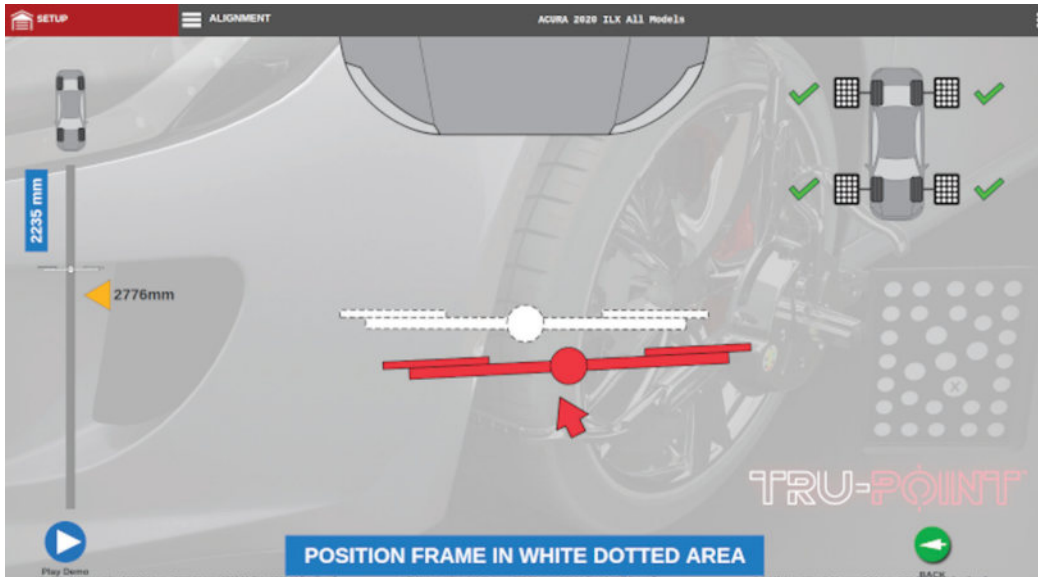 SETUP
ALIGNMENT
ACURA 2020 ILX All Models
2235 mm
2776mm
X
TRU-POINT
POSITION FRAME IN WHITE DOTTED AREA
Play Demo
BACK